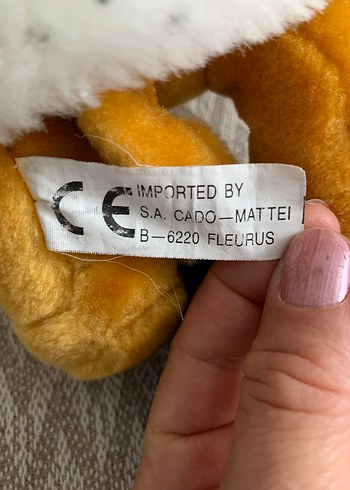 CE
IMPORTED BY
S.A. CADO–MATTEI
B–6220 FLEURUS